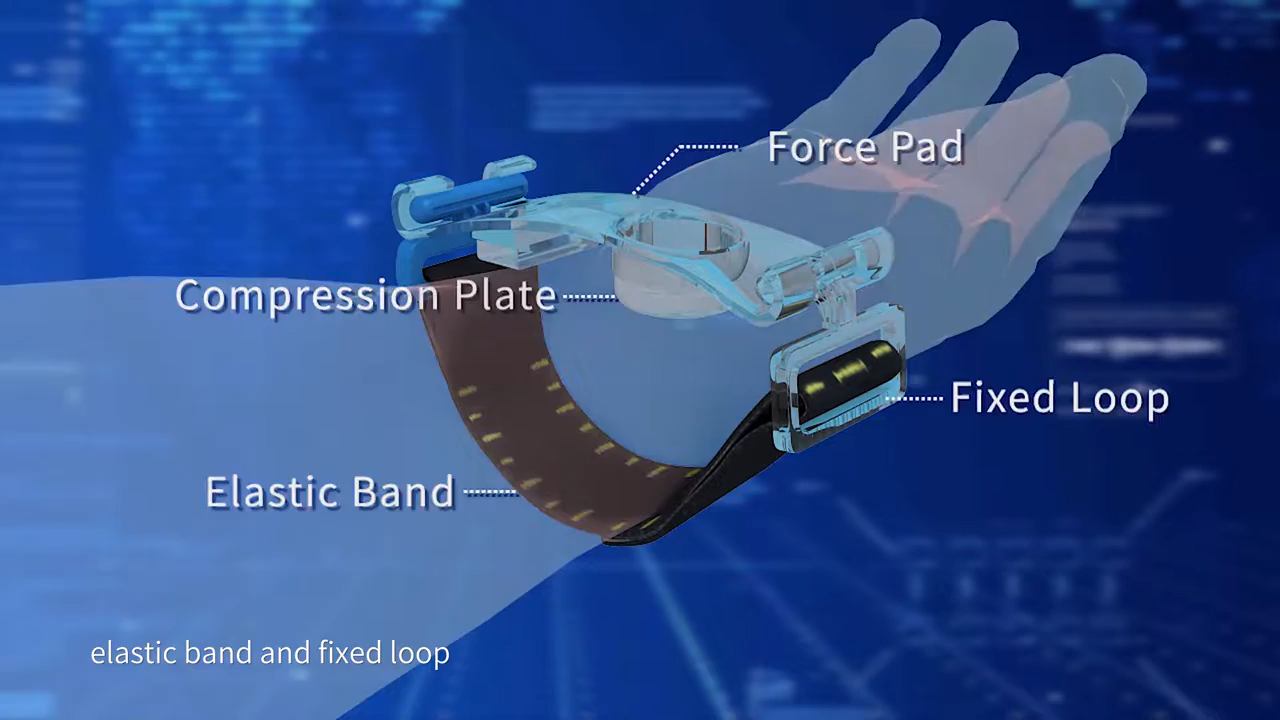 Force Pad
Compression Plate
Fixed Loop
Elastic Band
elastic band and fixed loop